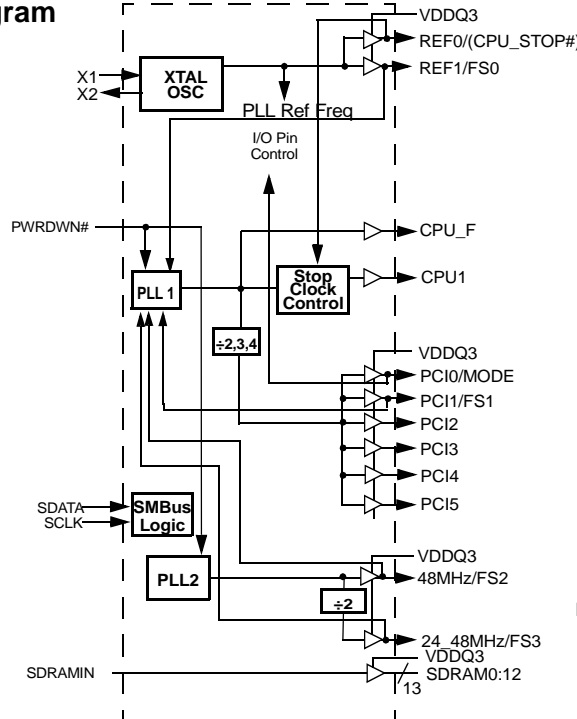 gram
VDDQ3
REF0/(CPU_STOP#)
REF1/FS0
X1
X2
XTAL
OSC
PLL Ref Freq
I/O Pin
Control
PWRDWN#
CPU_F
PLL 1
Stop
Clock
Control
CPU1
÷2,3,4
VDDQ3
PCI0/MODE
PCI1/FS1
PCI2
PCI3
PCI4
PCI5
SDATA
SCLK
SMBus
Logic
VDDQ3
PLL2
48MHz/FS2
÷2
24_48MHz/FS3
VDDQ3
SDRAMIN
SDRAM0:12
13